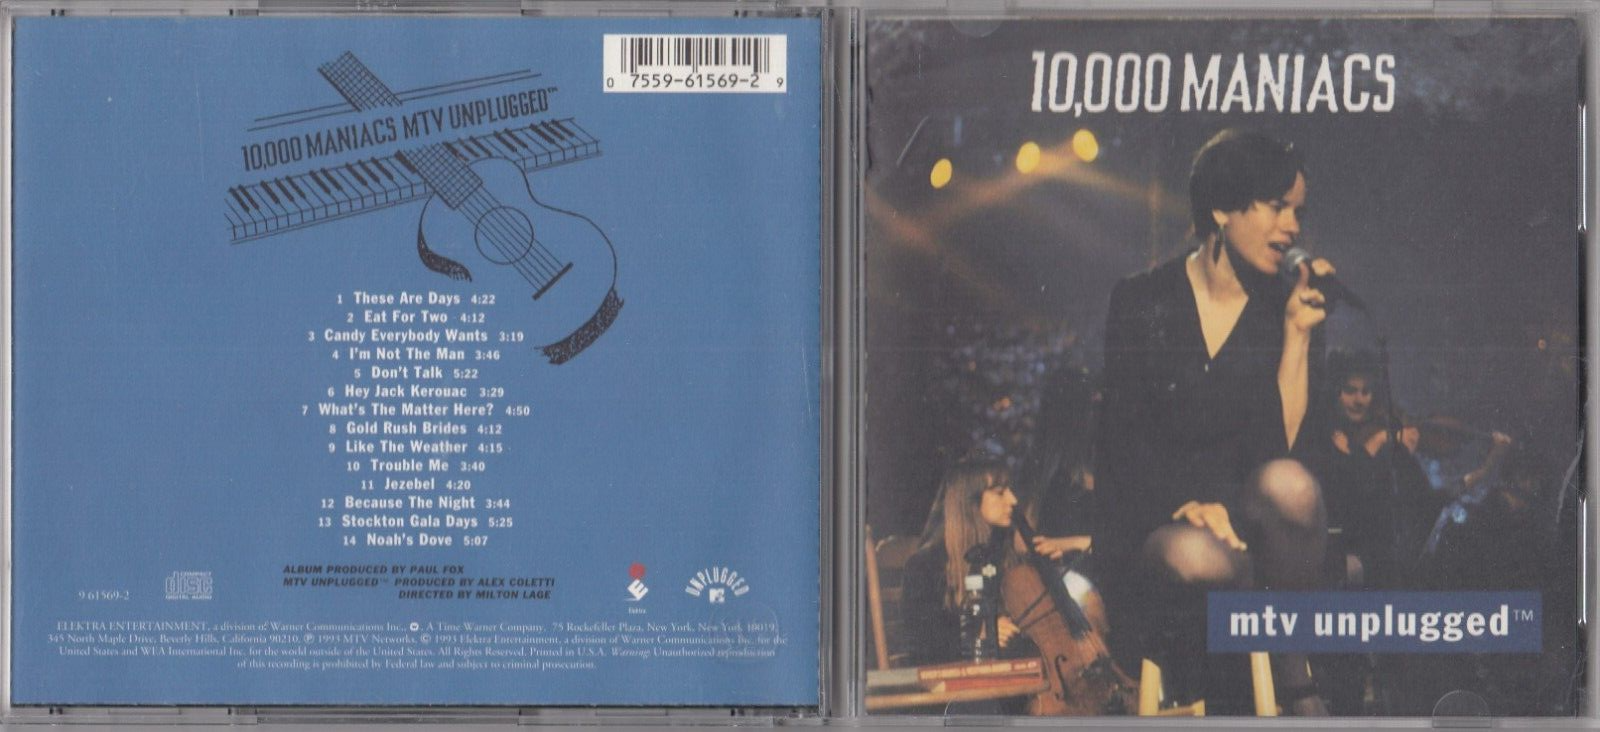 0 7559-61569-2 9
10,000 MANIACS MTV UNPLUGGED™
1 These Are Days 4:22
2 Eat For Two 4:12
3 Candy Everybody Wants 3:19
4 I'm Not The Man 3:46
5 Don't Talk 5:22
6 Hey Jack Kerouac 3:29
7 What's The Matter Here? 4:50
8 Gold Rush Brides 4:12
9 Like The Weather 4:15
10 Trouble Me 3:40
11 Jezebel 4:20
12 Because The Night 3:44
13 Stockton Gala Days 5:25
14 Noah's Dove 5:07
ALBUM PRODUCED BY PAUL FOX
MTV UNPLUGGED™ PRODUCED BY ALEX COLETTI
DIRECTED BY MILTON LAGE
9 61569-2
COMPACT
disc
DIGITAL AUDIO
Elektra
UNPLUGGED
MTV
ELEKTRA ENTERTAINMENT, a division of Warner Communications Inc., A Time Warner Company, 75 Rockefeller Plaza, New York, New York 10019,
345 North Maple Drive, Beverly Hills, California 90210. ℗ 1993 MTV Networks. © 1993 Elektra Entertainment, a division of Warner Communications Inc. for the
United States and WEA International Inc. for the world outside of the United States. All Rights Reserved. Printed in U.S.A. Warning: Unauthorized reproduction
of this recording is prohibited by Federal law and subject to criminal prosecution.
10,000 MANIACS
mtv unplugged™